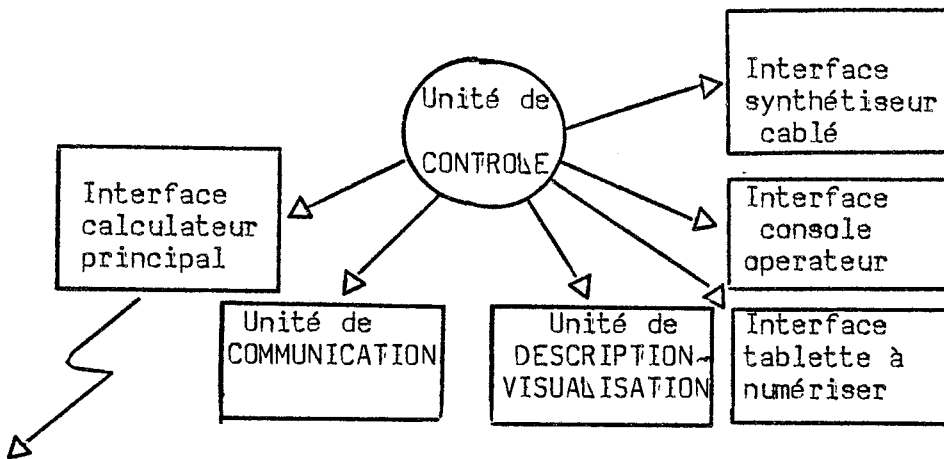 Unité de
CONTROLE
Interface
synthétiseur
cablé
Interface
calculateur
principal
Interface
console
operateur
Unité de
COMMUNICATION
Unité de
DESCRIPTION-
VISUALISATION
Interface
tablette à
numériser